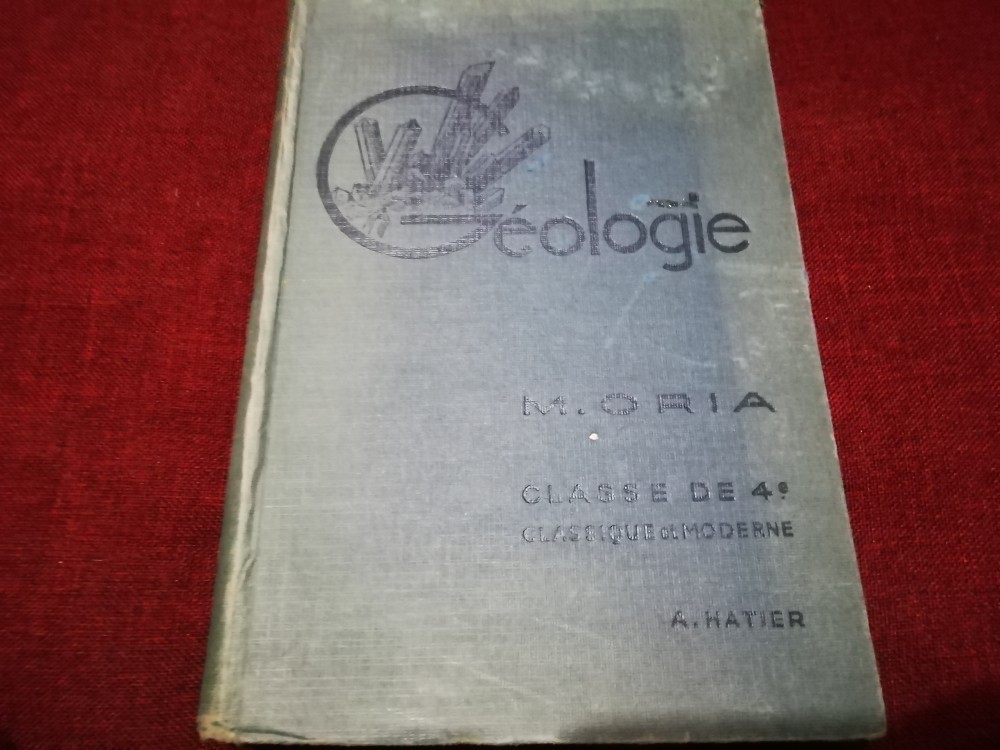 Géologie
M. ORIA
CLASSE DE 4e
CLASSIQUE et MODERNE
A. HATIER